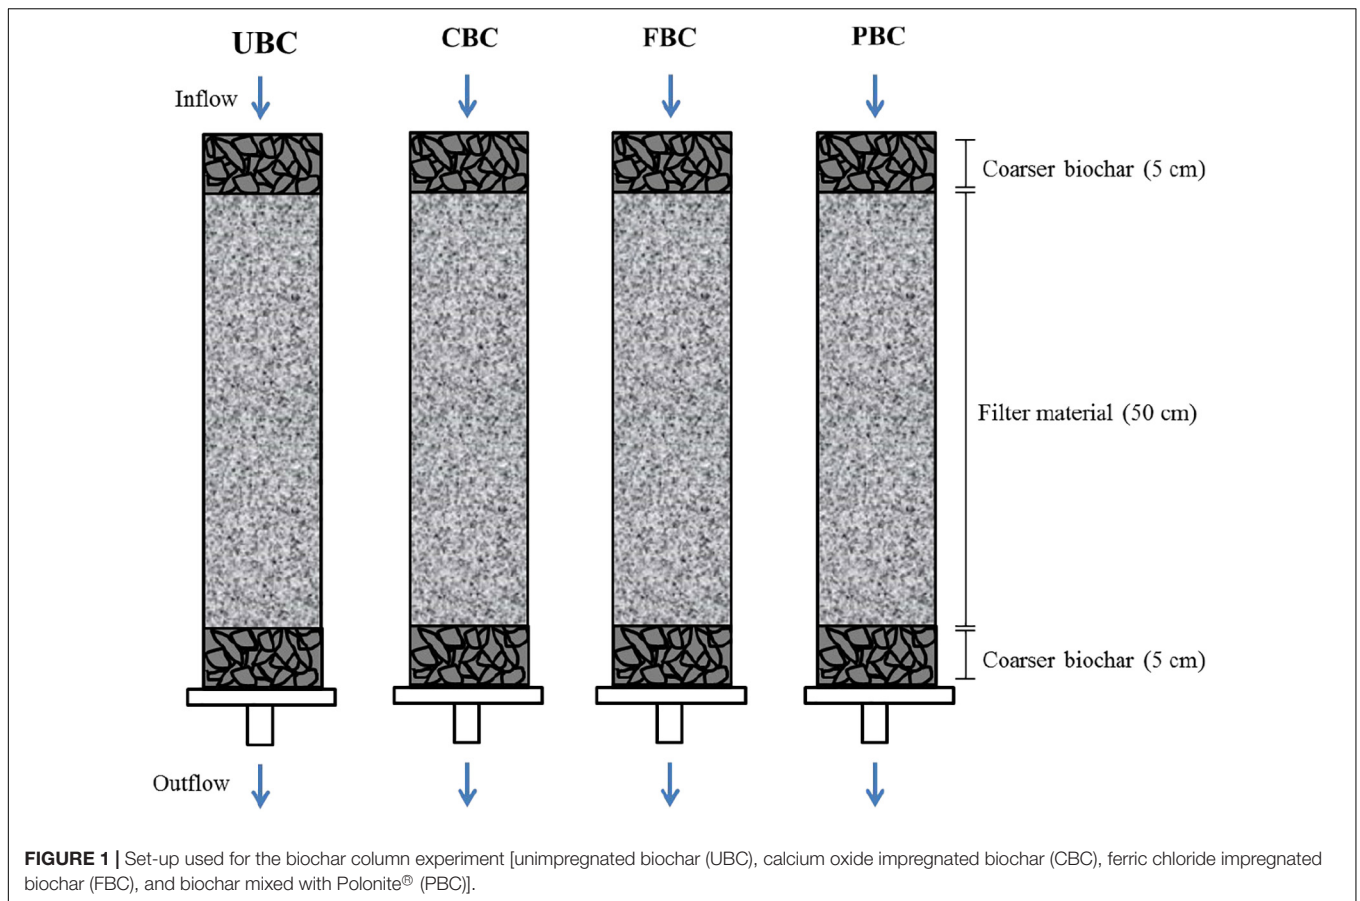 UBC
CBC
FBC
PBC
Inflow
Coarser biochar (5 cm)
Filter material (50 cm)
Coarser biochar (5 cm)
Outflow
FIGURE 1 | Set-up used for the biochar column experiment [unimpregnated biochar (UBC), calcium oxide impregnated biochar (CBC), ferric chloride impregnated
biochar (FBC), and biochar mixed with Polonite® (PBC)].